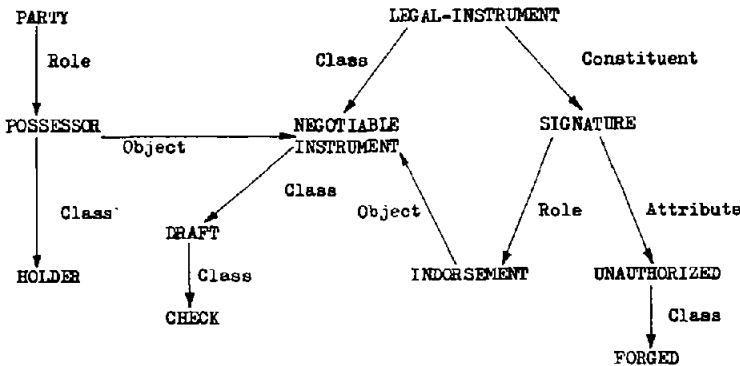 PARTY
LEGAL-INSTRUMENT
Role
Class
Constituent
POSSESSOR
NEGOTIABLE
INSTRUMENT
SIGNATURE
Object
Class
Class
Object
Role
Attribute
DRAFT
HOLDER
Class
INDORSEMENT
UNAUTHORIZED
CHECK
Class
FORGED